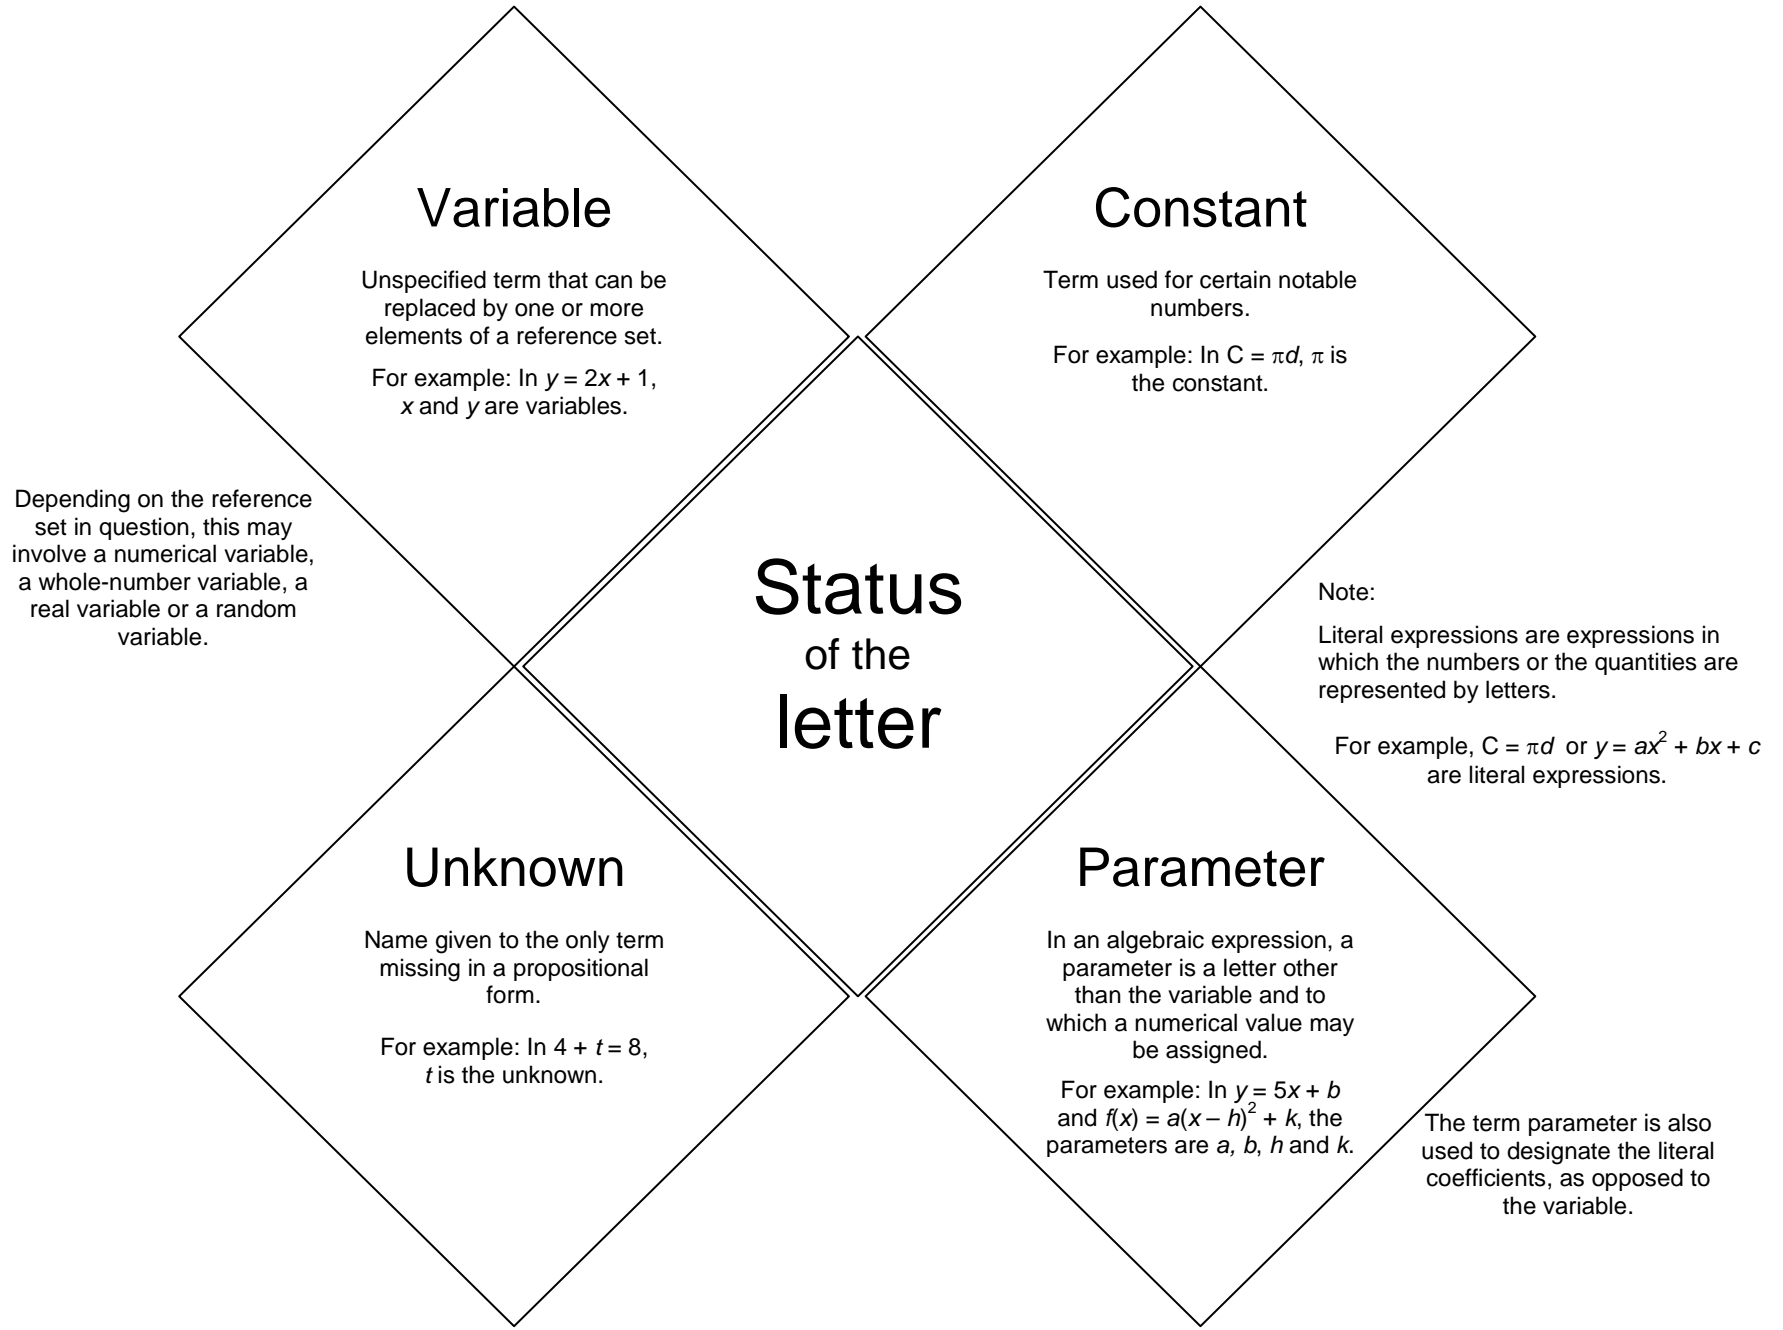 Variable
Unspecified term that can be
replaced by one or more
elements of a reference set.
For example: In y = 2x + 1,
x and y are variables.
Constant
Term used for certain notable
numbers.
For example: In C = πd, π is
the constant.
Depending on the reference
set in question, this may
involve a numerical variable,
a whole-number variable, a
real variable or a random
variable.
Status
of the
letter
Note:
Literal expressions are expressions in
which the numbers or the quantities are
represented by letters.
For example, C = πd or y = ax² + bx + c
are literal expressions.
Unknown
Name given to the only term
missing in a propositional
form.
For example: In 4 + t = 8,
t is the unknown.
Parameter
In an algebraic expression, a
parameter is a letter other
than the variable and to
which a numerical value may
be assigned.
For example: In y = 5x + b
and f(x) = a(x – h)² + k, the
parameters are a, b, h and k.
The term parameter is also
used to designate the literal
coefficients, as opposed to
the variable.